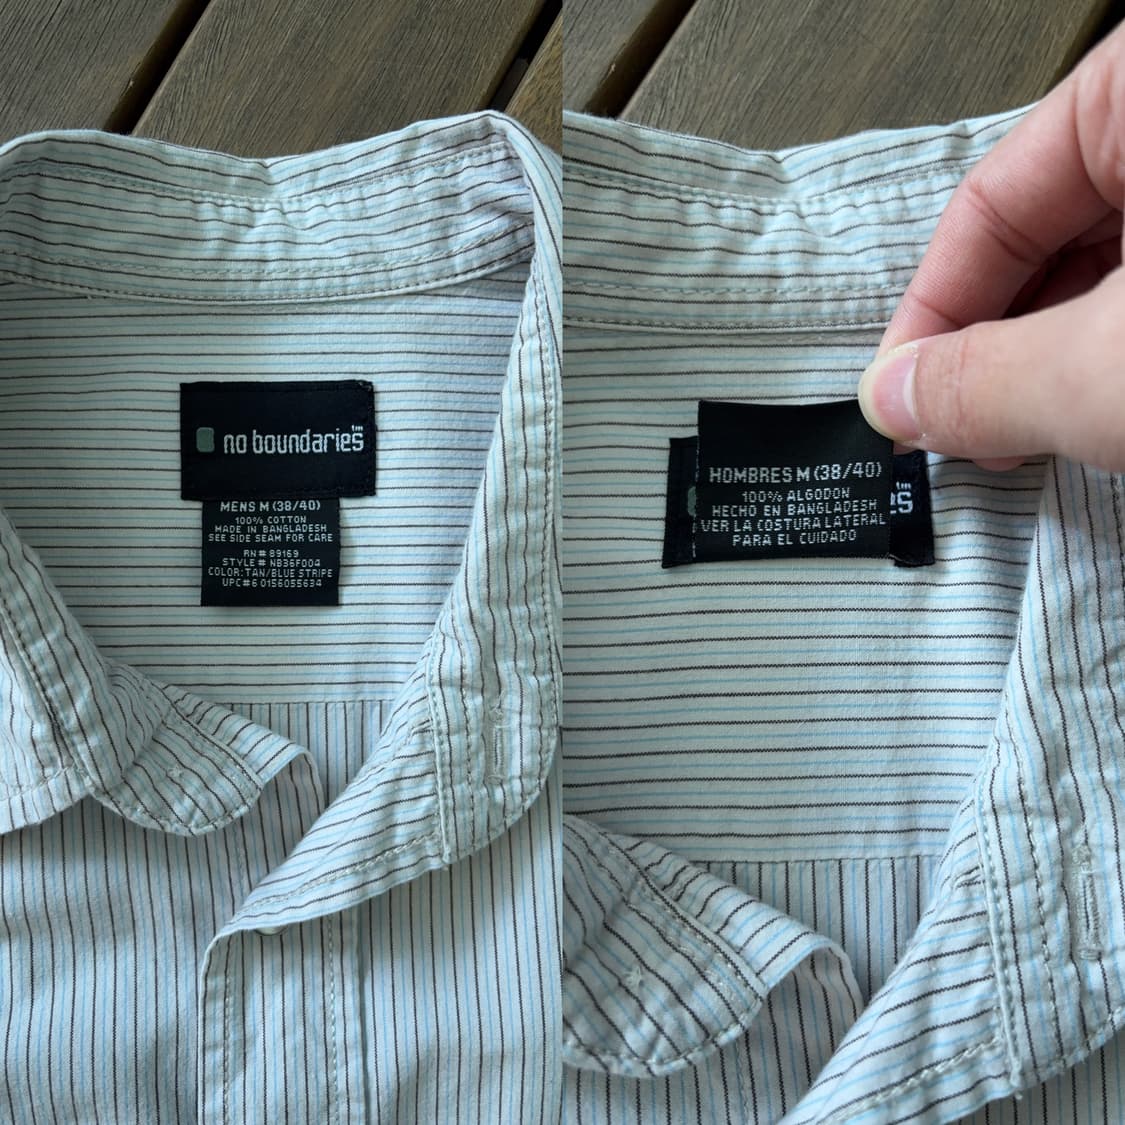 no boundaries™
MENS M (38/40)
100% COTTON
MADE IN BANGLADESH
SEE SIDE SEAM FOR CARE
RN# 89169
STYLE# NB36F004
COLOR: TAN/BLUE STRIPE
UPC#6 0156055634
HOMBRES M (38/40)
100% ALGODON
HECHO EN BANGLADESH
VER LA COSTURA LATERAL
PARA EL CUIDADO